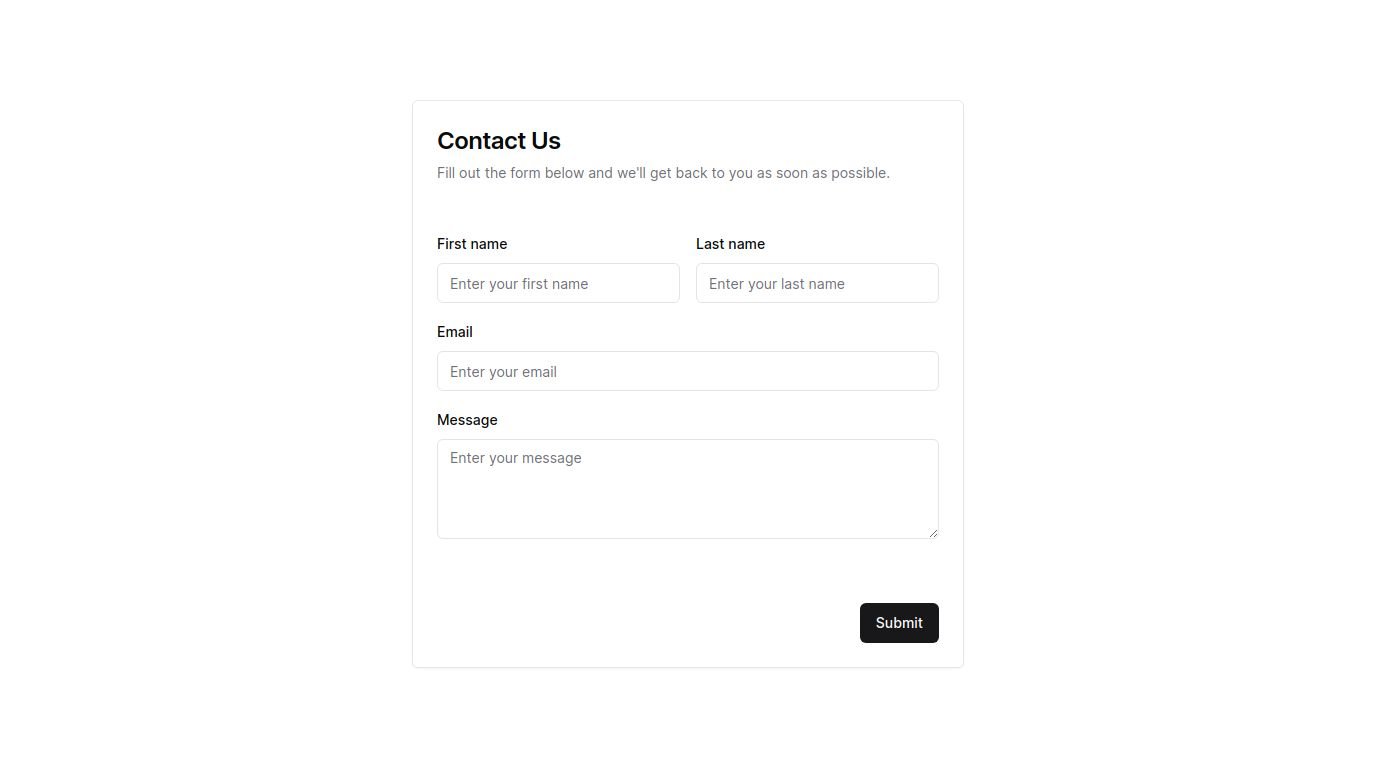 Contact Us
Fill out the form below and we'll get back to you as soon as possible.
First name
Last name
Enter your first name
Enter your last name
Email
Enter your email
Message
Enter your message
Submit